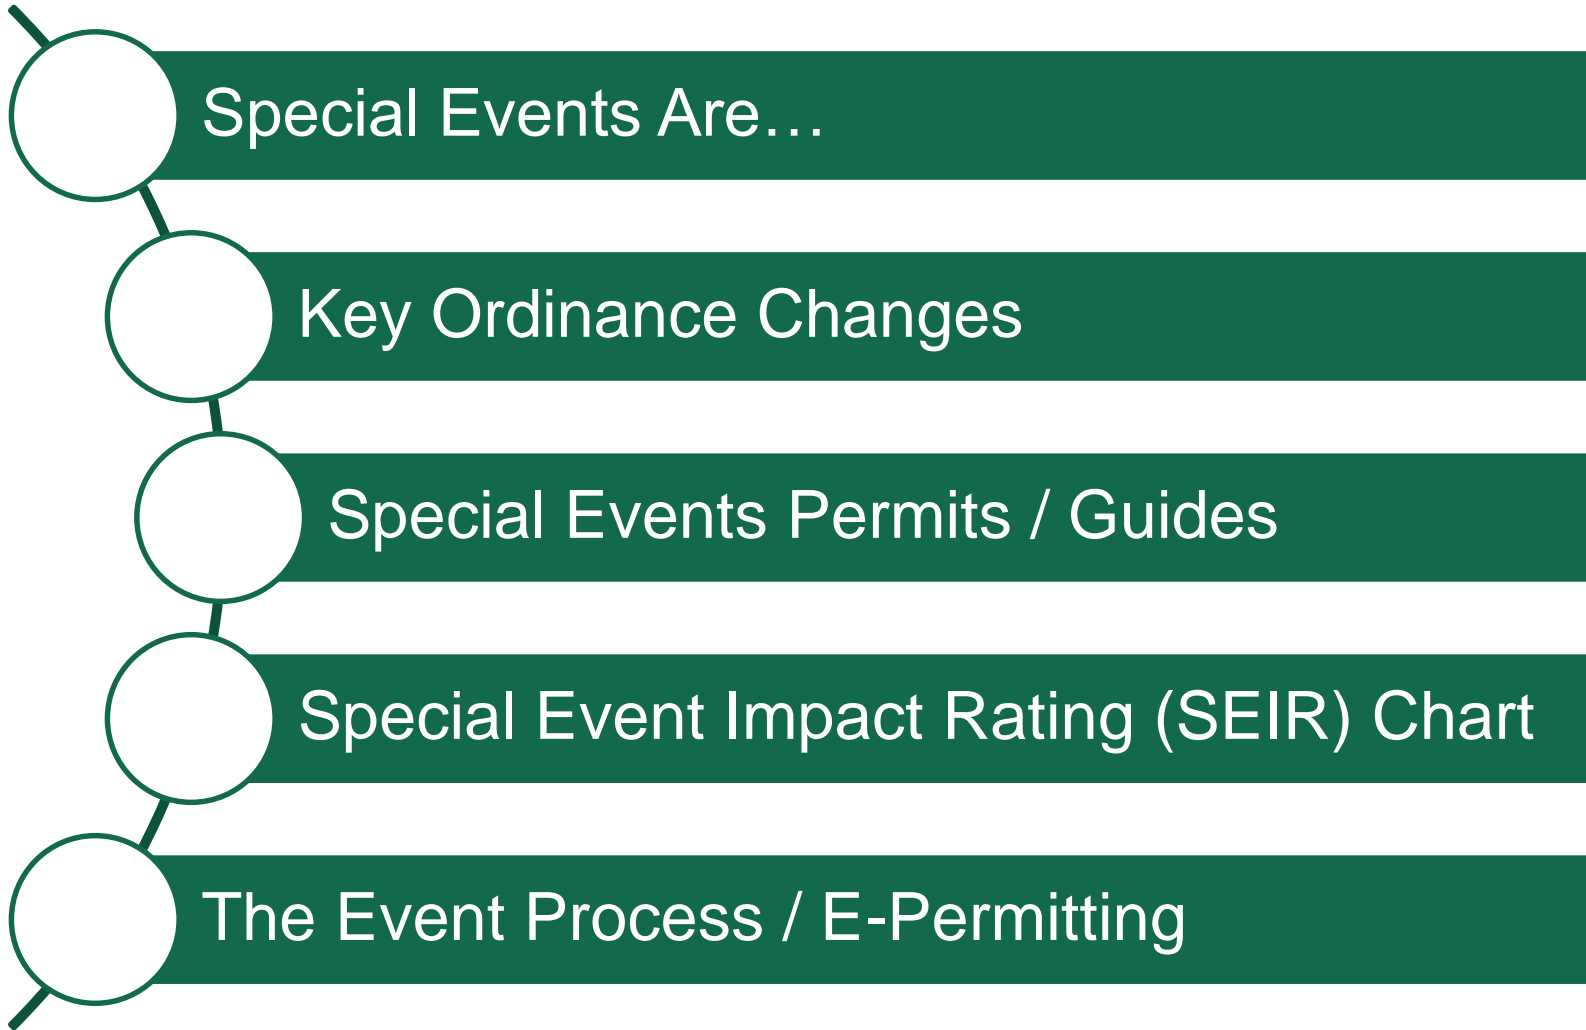 Special Events Are…
Key Ordinance Changes
Special Events Permits / Guides
Special Event Impact Rating (SEIR) Chart
The Event Process / E-Permitting